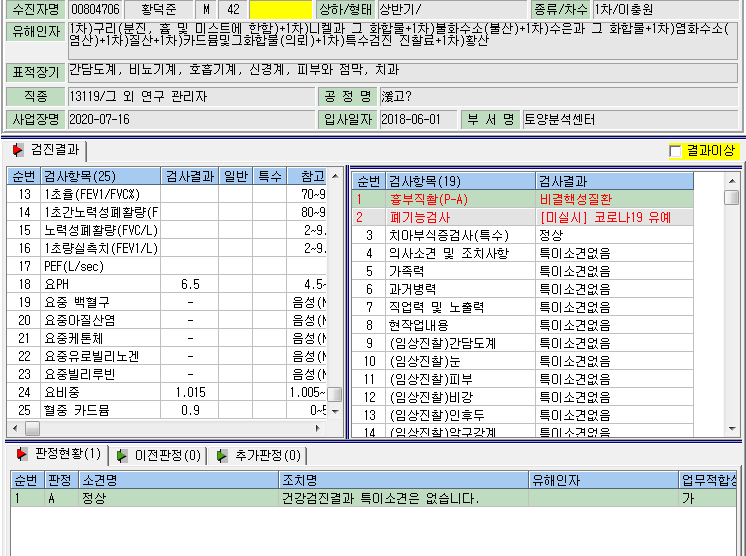 수진자명 00804706 황덕준 M 42 상하/형태 상반기/ 종류/차수 1차/이충원
유해인자 1차)구리(분진, 흄 및 미스트에 한함)+1차)니켈과 그 화합물+1차)불화수소(불산)+1차)수은과 그 화합물+1차)염화수소(
염산)+1차)질산+1차)카드뮴및그화합물(의뢰)+1차)특수검진 진찰료+1차)황산
표적장기 간담도계, 비뇨기계, 호흡기계, 신경계, 피부와 점막, 치과
직종 13119/그 외 연구 관리자 공 정 명 고?
사업장명 2020-07-16 입사일자 2018-06-01 부 서 명 토양분석센터
검진결과 결과이상
순번 검사항목(25) 검사결과 일반 특수 참고
13 1초율(FEV1/FVC%) 70~9
14 1초간노력성폐활량(F 80~9
15 노력성폐활량(FVC/L) 2~9.
16 1초량실측치(FEV1/L) 2~9.
17 PEF(L/sec)
18 요PH 6.5 4.5~
19 요중 백혈구 - 음성(N
20 요중아질산염 - 음성(N
21 요중케톤체 - 음성(N
22 요중유로빌리노겐 - 음성(N
23 요중빌리루빈 - 음성(N
24 요비중 1.015 1.005~
25 혈중 카드뮴 0.9 0~5
순번 검사항목(19) 검사결과
1 흉부직촬(P-A) 비결핵성질환
2 폐기능검사 [미실시] 코로나19 유예
3 치아부식증검사(특수) 정상
4 의사소견 및 조치사항 특이소견없음
5 가족력 특이소견없음
6 과거병력 특이소견없음
7 직업력 및 노출력 특이소견없음
8 현작업내용 특이소견없음
9 (임상진찰)간담도계 특이소견없음
10 (임상진찰)눈 특이소견없음
11 (임상진찰)피부 특이소견없음
12 (임상진찰)비강 특이소견없음
13 (임상진찰)인후두 특이소견없음
14 (임상진찰)악구강계 특이소견없음
판정현황(1) 이전판정(0) 추가판정(0)
순번 판정 소견명 조치명 유해인자 업무적합성
1 A 정상 건강검진결과 특이소견은 없습니다. 가